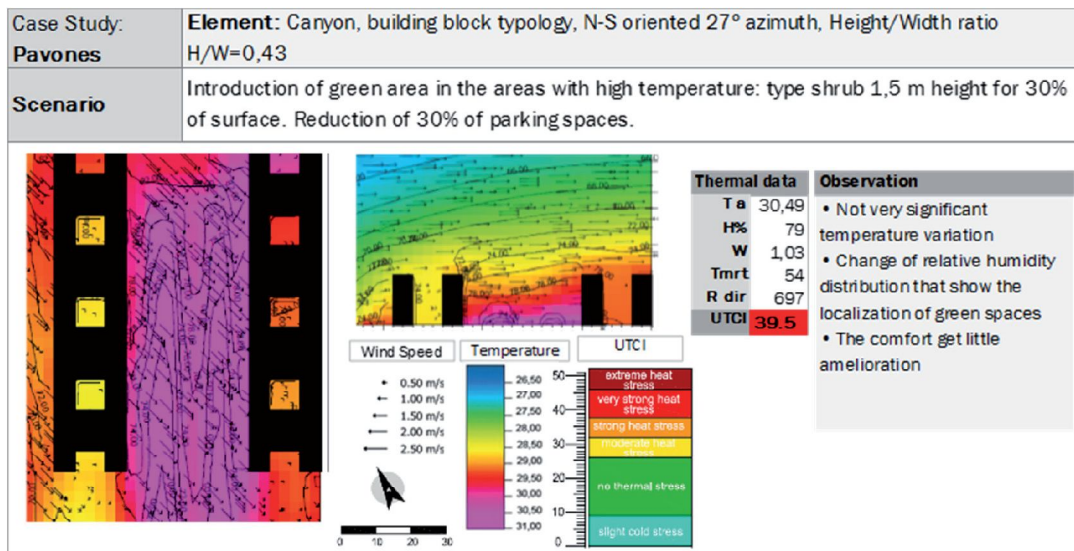 Case Study:
Pavones
Element: Canyon, building block typology, N-S oriented 27° azimuth, Height/Width ratio
H/W=0,43
Scenario
Introduction of green area in the areas with high temperature: type shrub 1,5 m height for 30%
of surface. Reduction of 30% of parking spaces.
Thermal data
Ta 30,49
H% 79
W 1,03
Tmrt 54
R dir 697
UTCI 39.5
Observation
• Not very significant
temperature variation
• Change of relative humidity
distribution that show the
localization of green spaces
• The comfort get little
amelioration
Wind Speed
0.50 m/s
1.00 m/s
1.50 m/s
2.00 m/s
2.50 m/s
0 10 20 30
Temperature
26,50
27,00
27,50
28,00
28,50
29,00
29,50
30,00
30,50
31,00
UTCI
50
40
30
20
10
0
extreme heat
stress
very strong heat
stress
strong heat stress
moderate heat
stress
no thermal stress
slight cold stress